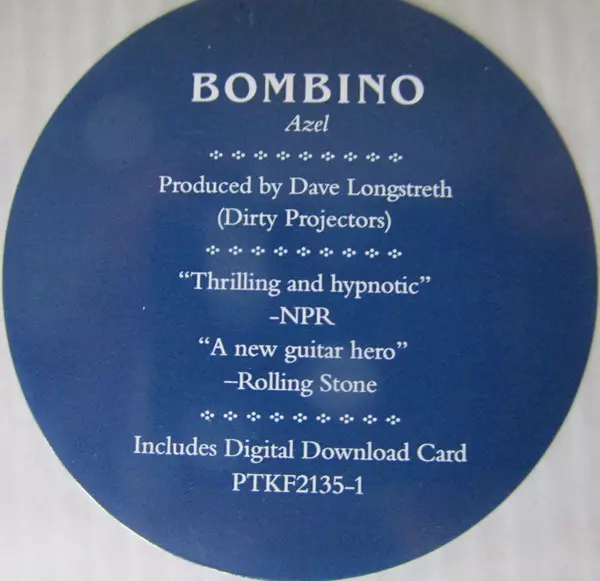 BOMBINO
Azel
Produced by Dave Longstreth
(Dirty Projectors)
“Thrilling and hypnotic”
-NPR
“A new guitar hero”
–Rolling Stone
Includes Digital Download Card
PTKF2135-1